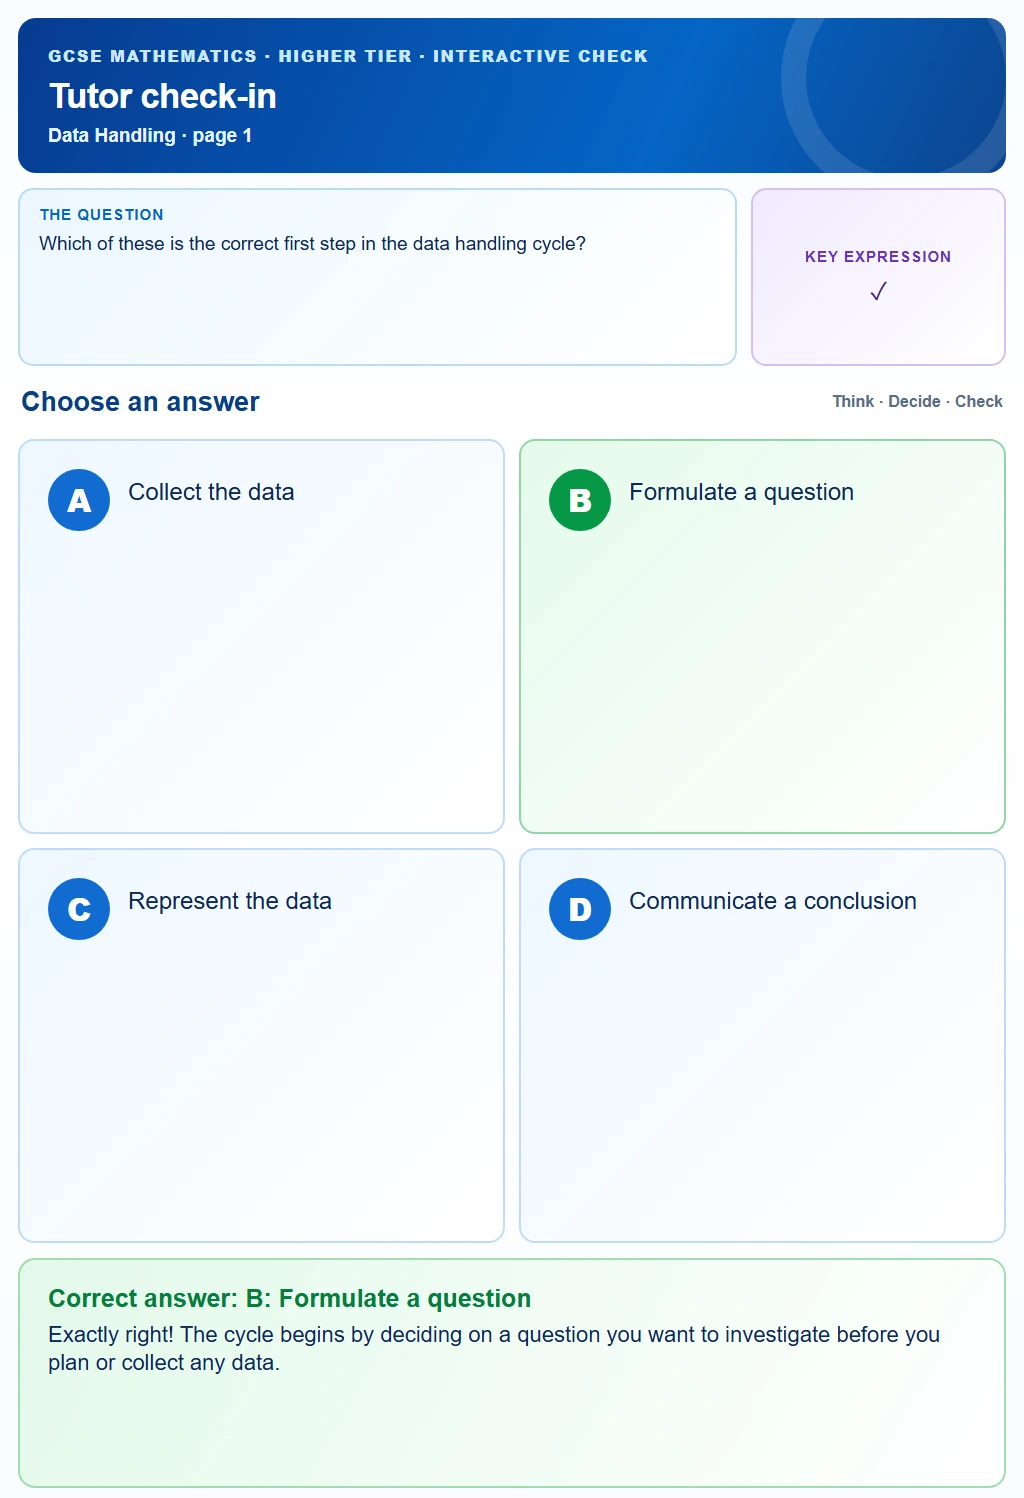 GCSE MATHEMATICS · HIGHER TIER · INTERACTIVE CHECK
Tutor check-in
Data Handling · page 1
THE QUESTION
Which of these is the correct first step in the data handling cycle?
KEY EXPRESSION
✓
Choose an answer
Think · Decide · Check
A
Collect the data
B
Formulate a question
C
Represent the data
D
Communicate a conclusion
Correct answer: B: Formulate a question
Exactly right! The cycle begins by deciding on a question you want to investigate before you
plan or collect any data.